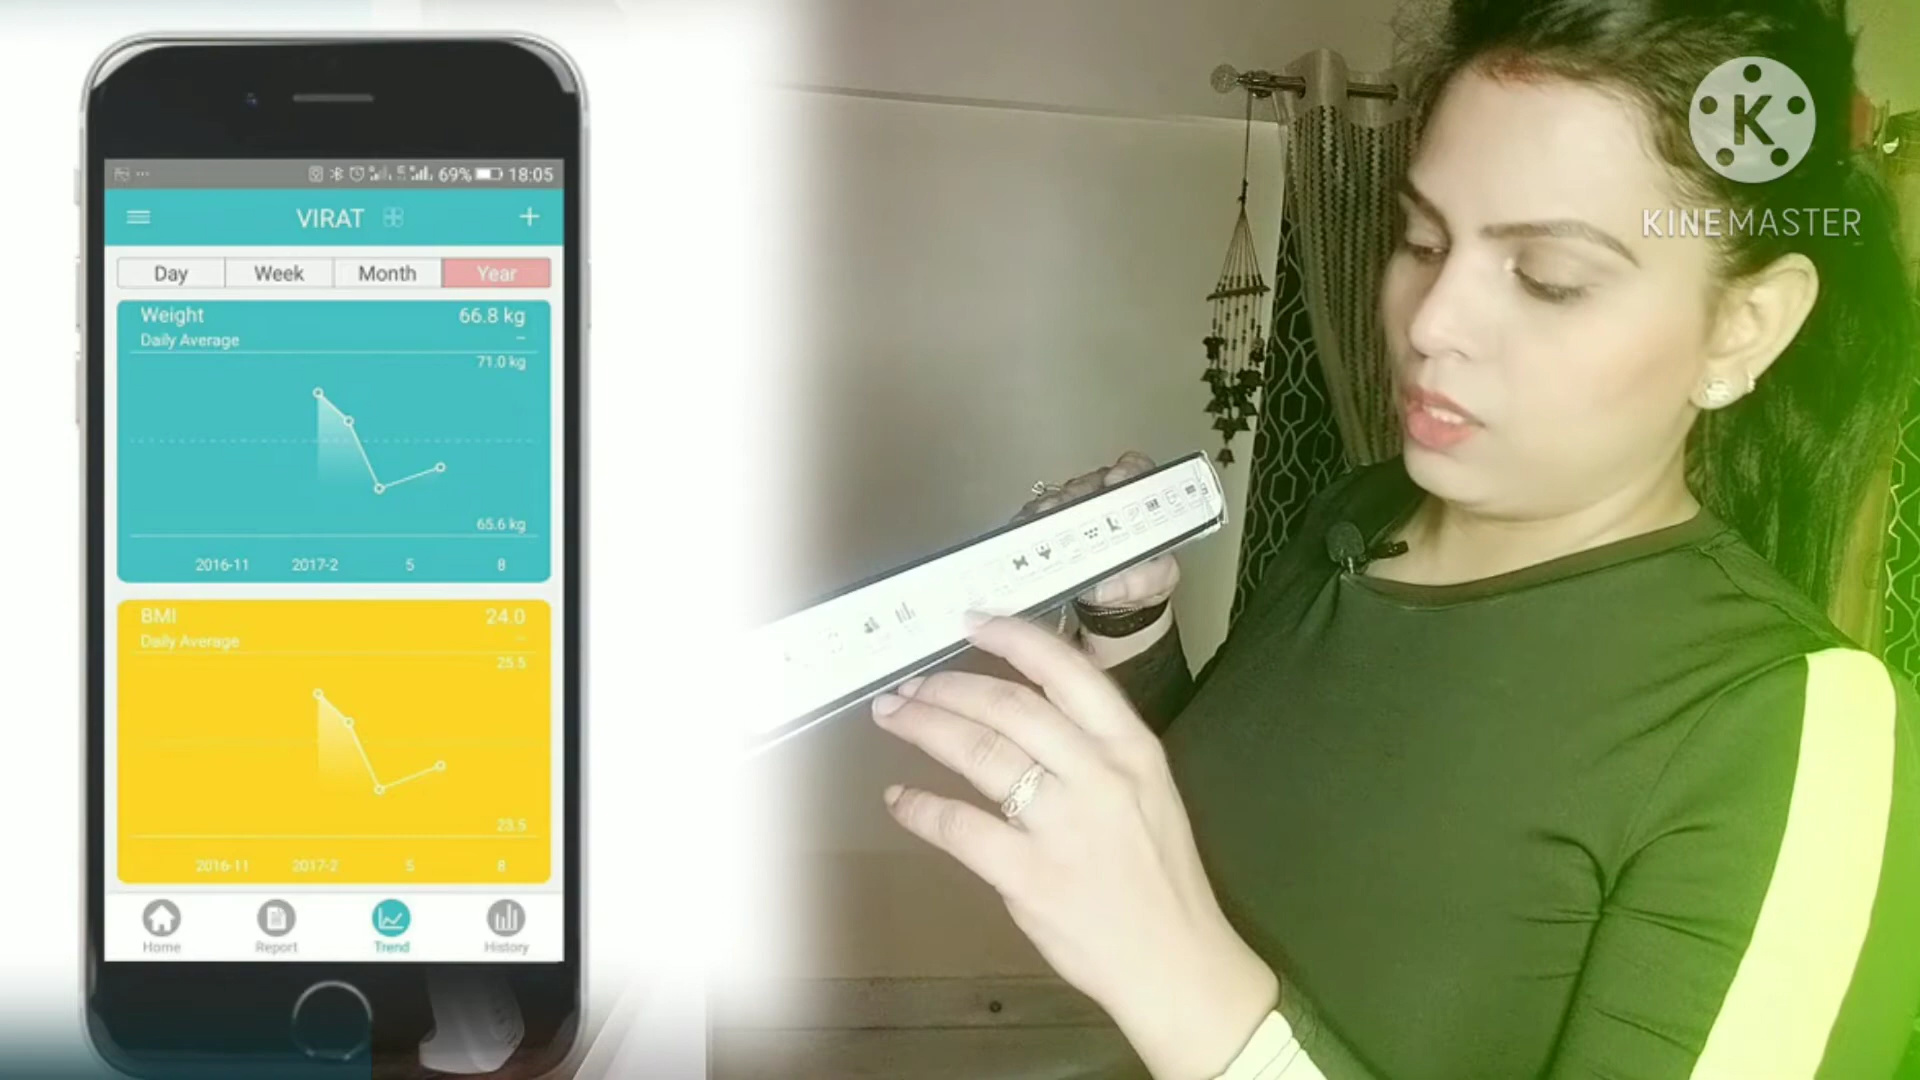 69% 18:05
VIRAT
Day Week Month Year
Weight 66.8 kg
Daily Average
71.0 kg
65.6 kg
2016-11 2017-2 5 8
BMI 24.0
Daily Average
25.5
23.5
2016-11 2017-2 5 8
Home Report Trend History
K
KINEMASTER